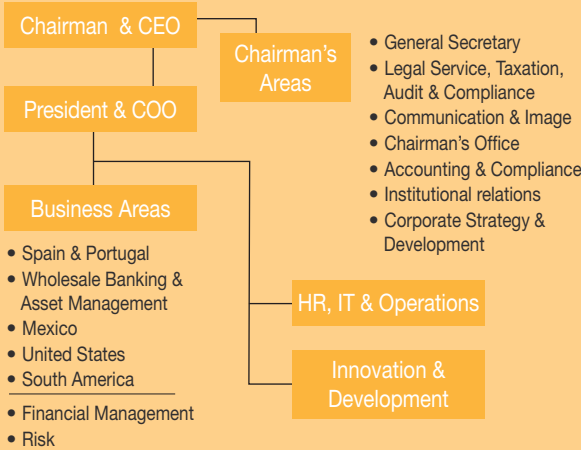 Chairman & CEO
Chairman's
Areas
• General Secretary
• Legal Service, Taxation,
Audit & Compliance
• Communication & Image
• Chairman's Office
• Accounting & Compliance
• Institutional relations
• Corporate Strategy &
Development
President & COO
Business Areas
• Spain & Portugal
• Wholesale Banking &
Asset Management
• Mexico
• United States
• South America
• Financial Management
• Risk
HR, IT & Operations
Innovation &
Development